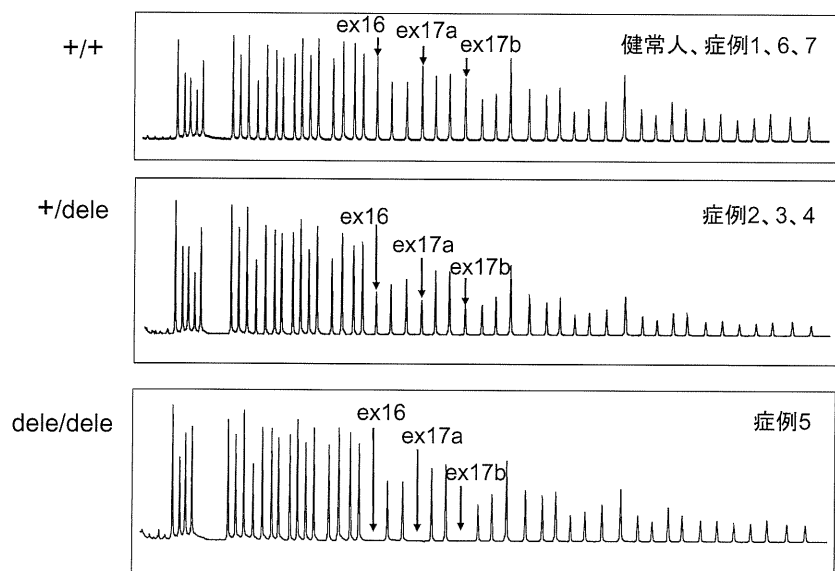 +/+
ex16
ex17a
ex17b
健常人、症例1、6、7
+/dele
ex16
ex17a
ex17b
症例2、3、4
dele/dele
ex16
ex17a
ex17b
症例5